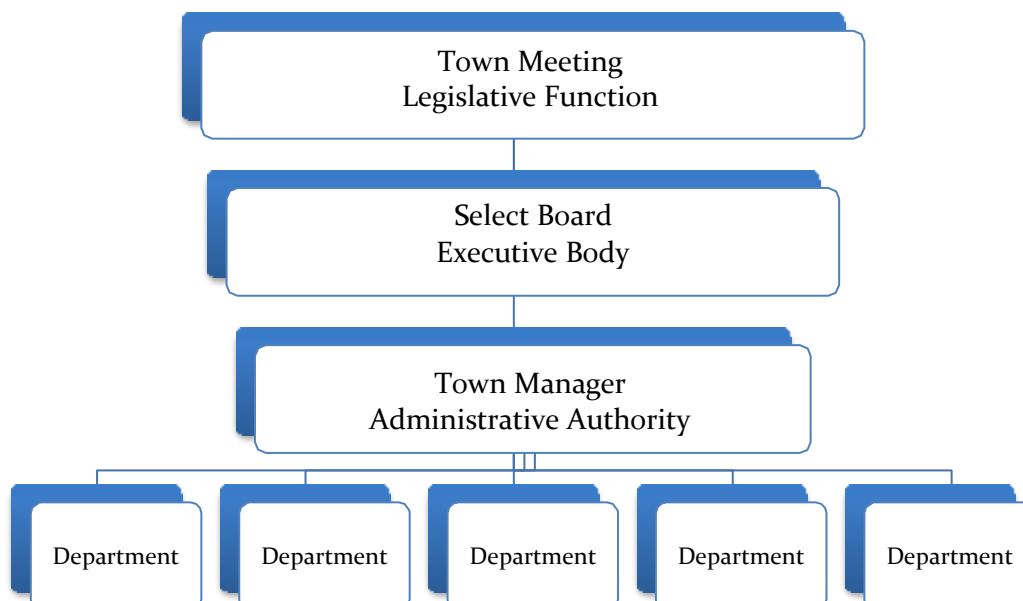 Town Meeting
Legislative Function
Select Board
Executive Body
Town Manager
Administrative Authority
Department
Department
Department
Department
Department